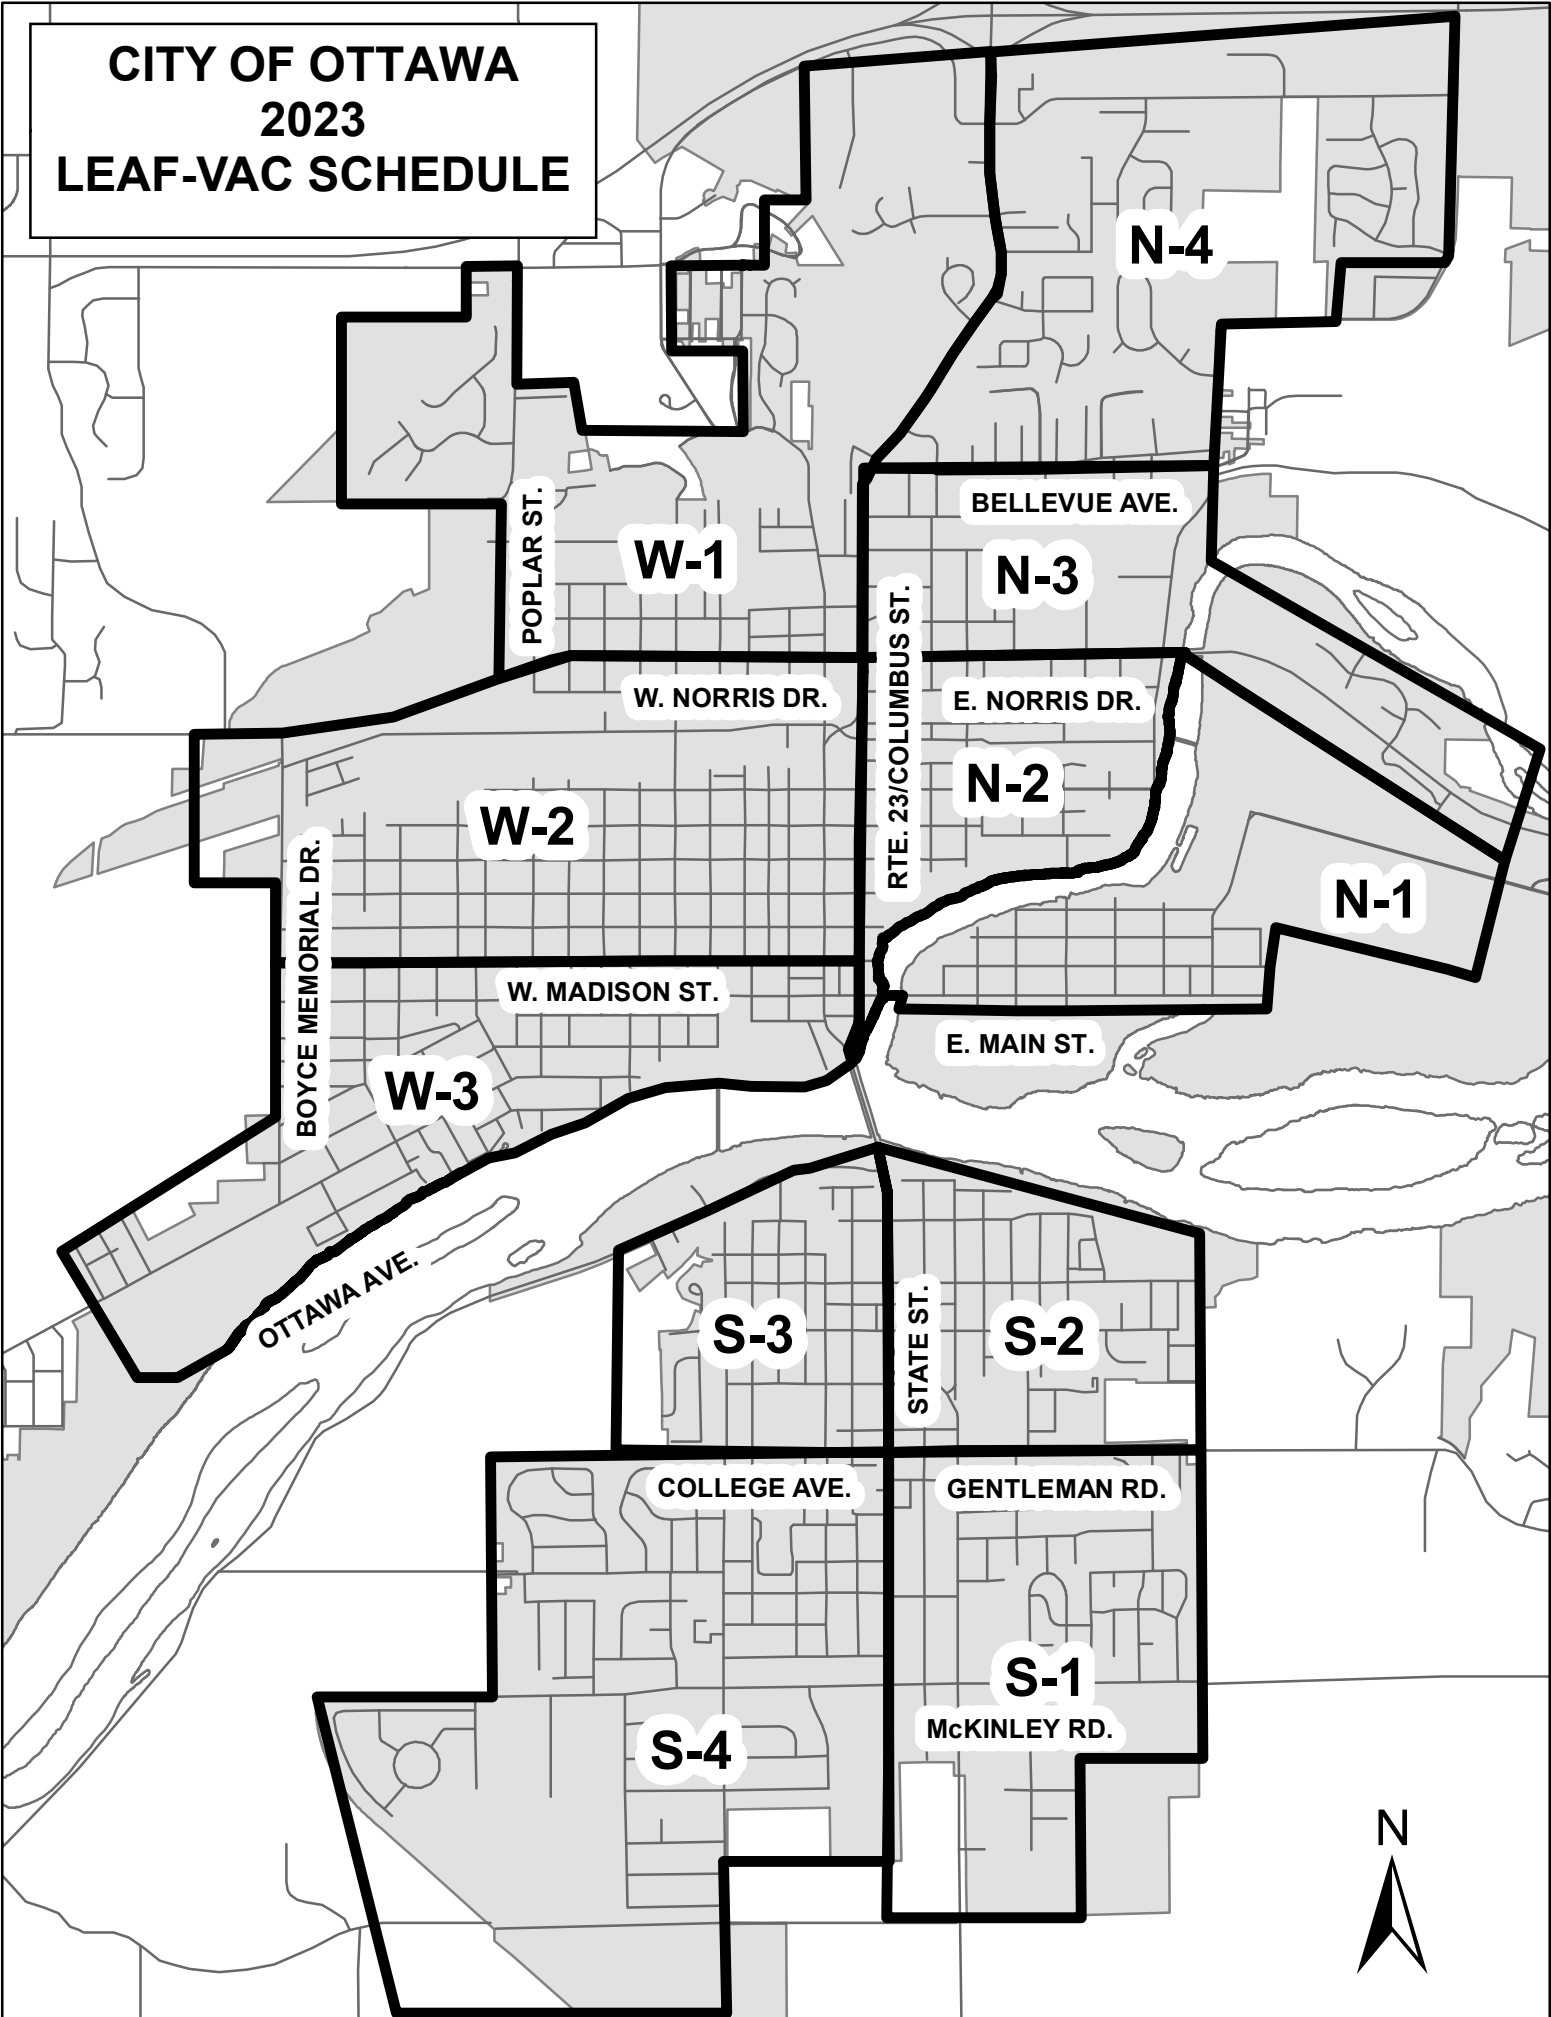 CITY OF OTTAWA
2023
LEAF-VAC SCHEDULE
N-4
BELLEVUE AVE.
POPLAR ST.
W-1
N-3
RTE. 23/COLUMBUS ST.
W. NORRIS DR.
E. NORRIS DR.
N-2
W-2
BOYCE MEMORIAL DR.
N-1
W. MADISON ST.
E. MAIN ST.
W-3
OTTAWA AVE.
S-3
STATE ST.
S-2
COLLEGE AVE.
GENTLEMAN RD.
S-1
McKINLEY RD.
S-4
N